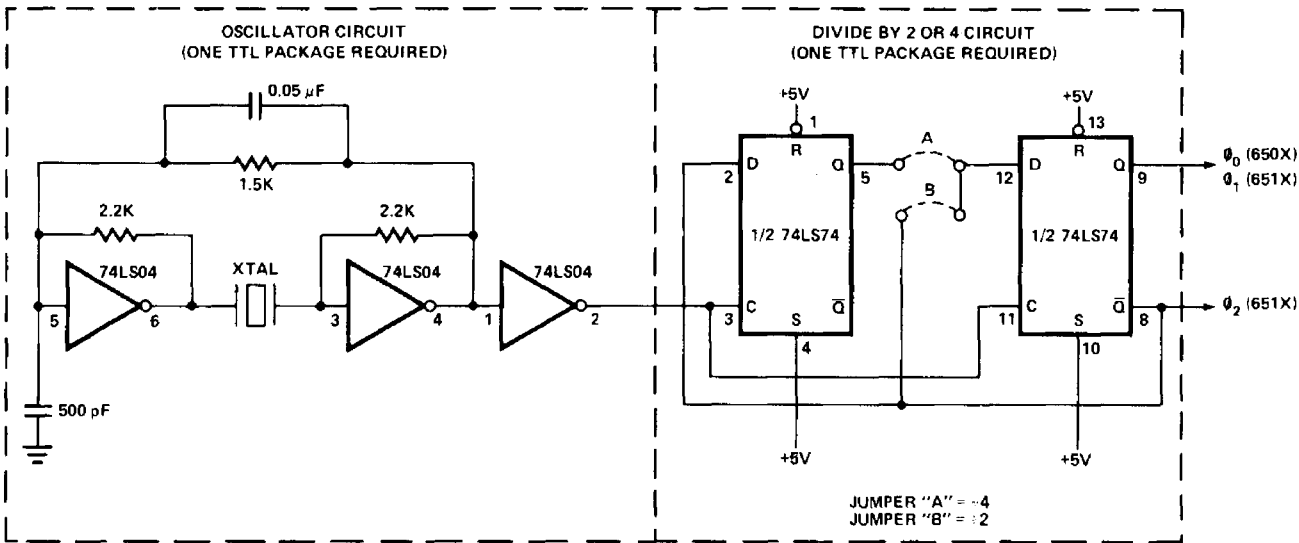 OSCILLATOR CIRCUIT
(ONE TTL PACKAGE REQUIRED)
DIVIDE BY 2 OR 4 CIRCUIT
(ONE TTL PACKAGE REQUIRED)
0.05 µF
1.5K
2.2K
2.2K
74LS04
XTAL
74LS04
74LS04
5
6
3
4
1
2
500 pF
+5V
1
R
2
D
Q
5
1/2 74LS74
3
C
Q̅
S
4
+5V
A
B
+5V
13
R
12
D
Q
9
1/2 74LS74
11
C
Q̅
8
S
10
+5V
ø0 (650X)
ø1 (651X)
ø2 (651X)
JUMPER "A" = ÷4
JUMPER "B" = ÷2